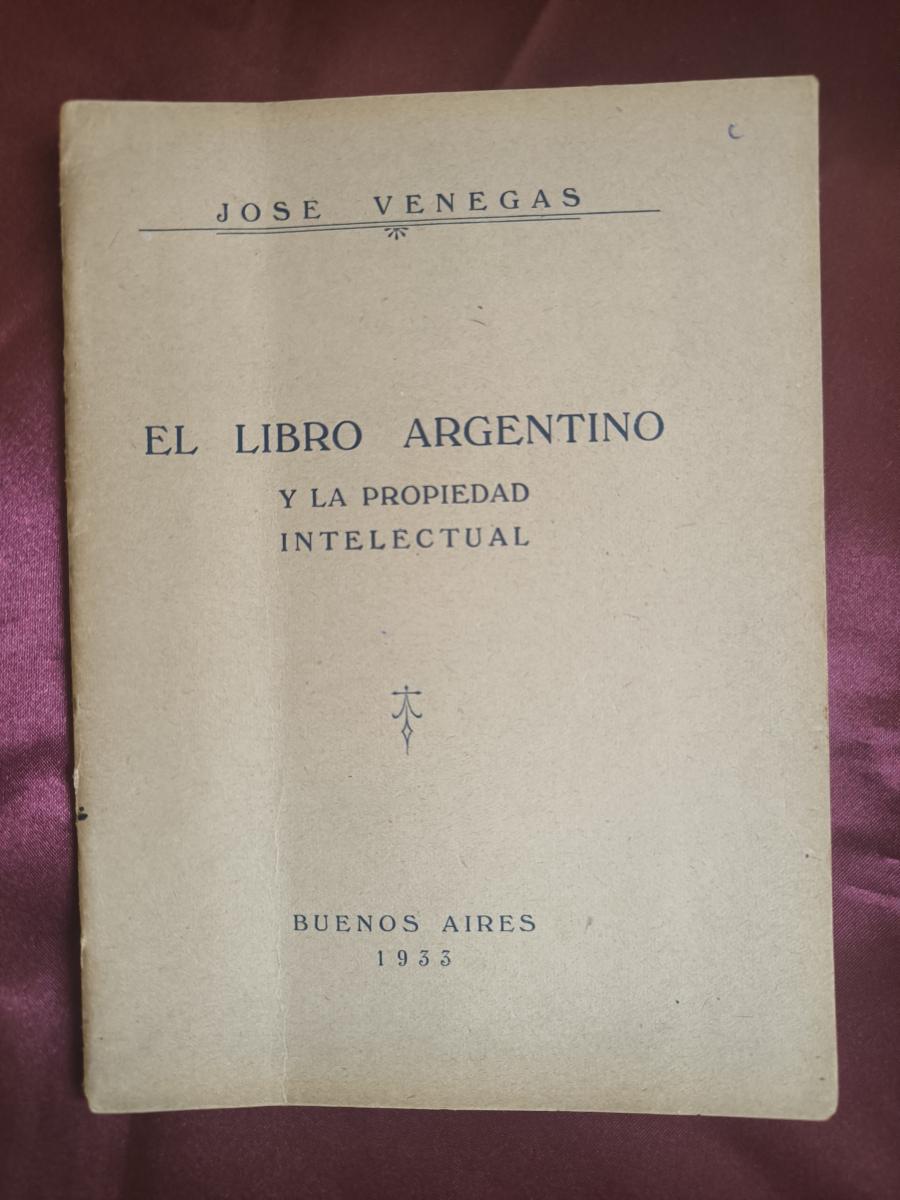 JOSE VENEGAS
EL LIBRO ARGENTINO
Y LA PROPIEDAD
INTELECTUAL
BUENOS AIRES
1933